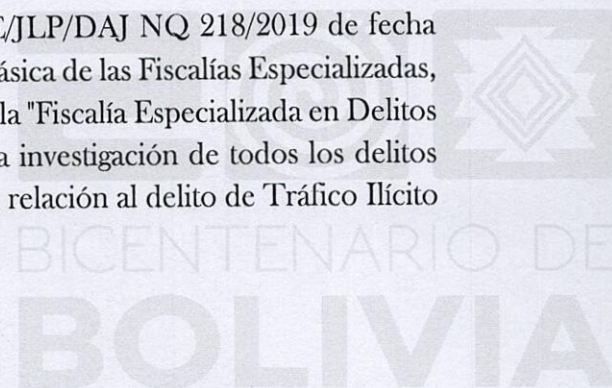 /JLP/DAJ NQ 218/2019 de fecha
ásica de las Fiscalías Especializadas,
la "Fiscalía Especializada en Delitos
a investigación de todos los delitos
relación al delito de Tráfico Ilícito
BICENTENARIO DE
BOLIVIA